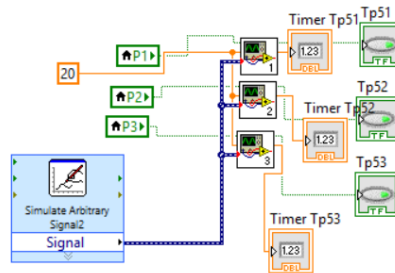 Tp51
Timer Tp51
P1
1
1.23
DBL
TF
20
P2
2
Tp52
Timer Tp52
1.23
DBL
TF
P3
3
Tp53
TF
Simulate Arbitrary
Signal2
Signal
Timer Tp53
1.23
DBL